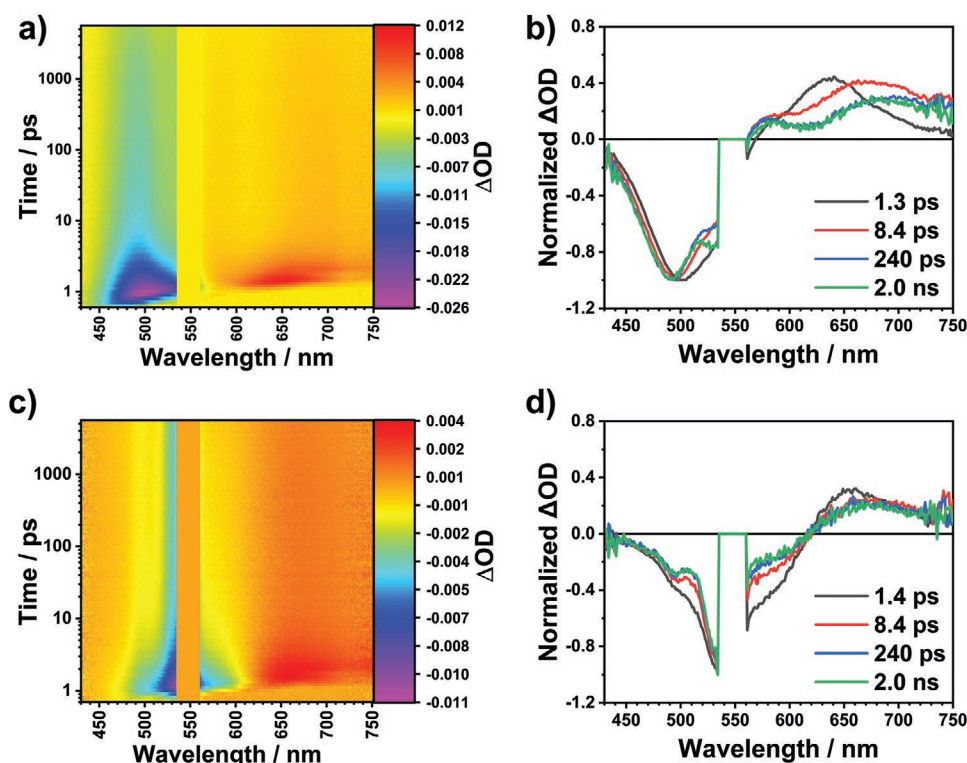 a)
Time / ps
1000
100
10
1
450
500
550
600
650
700
750
Wavelength / nm
0.012
0.008
0.004
0.001
-0.003
-0.007
-0.011
-0.015
-0.018
-0.022
-0.026
ΔOD
b)
Normalized ΔOD
0.8
0.4
0.0
-0.4
-0.8
-1.2
450 500 550 600 650 700 750
Wavelength / nm
1.3 ps
8.4 ps
240 ps
2.0 ns
c)
Time / ps
1000
100
10
1
450
500
550
600
650
700
750
Wavelength / nm
0.004
0.002
0.001
-0.001
-0.002
-0.004
-0.005
-0.007
-0.008
-0.010
-0.011
ΔOD
d)
Normalized ΔOD
0.8
0.4
0.0
-0.4
-0.8
-1.2
450 500 550 600 650 700 750
Wavelength / nm
1.4 ps
8.4 ps
240 ps
2.0 ns